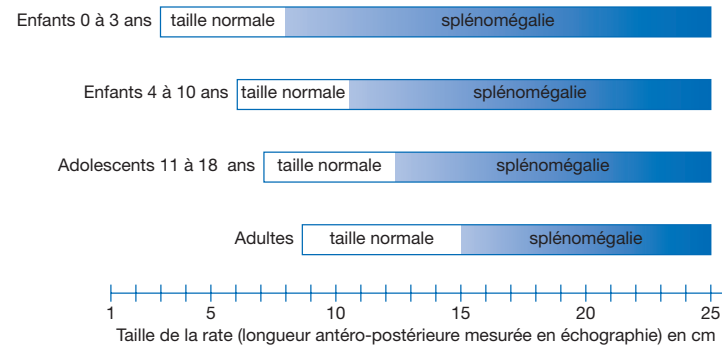 Enfants 0 à 3 ans taille normale splénomégalie
Enfants 4 à 10 ans taille normale splénomégalie
Adolescents 11 à 18 ans taille normale splénomégalie
Adultes taille normale splénomégalie
1 5 10 15 20 25
Taille de la rate (longueur antéro-postérieure mesurée en échographie) en cm